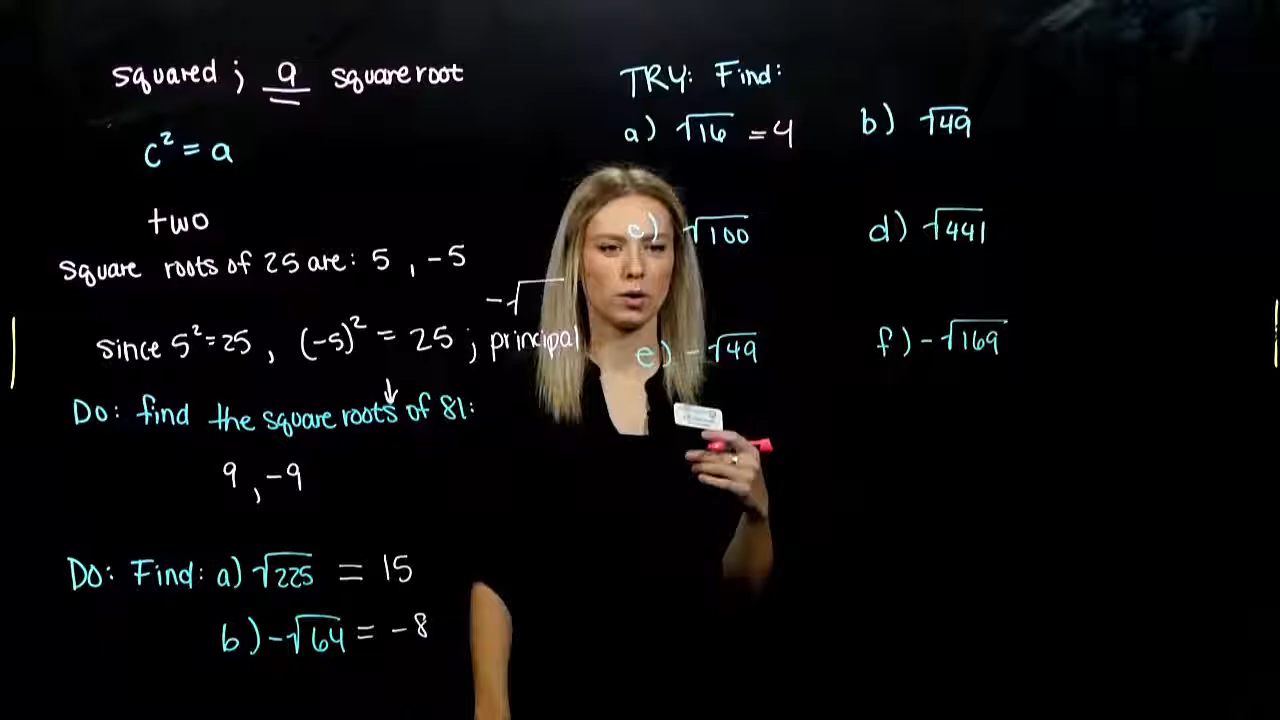 squared ; a square root
c² = a
two
square roots of 25 are: 5 , -5
-√
since 5² = 25 , (-5)² = 25 ; principal
Do: find the square roots of 81:
9 , -9
Do: Find: a) √225 = 15
b) -√64 = -8
TRY: Find:
a) √16 = 4 b) √49
c) √100 d) √441
e) -√49 f) -√169